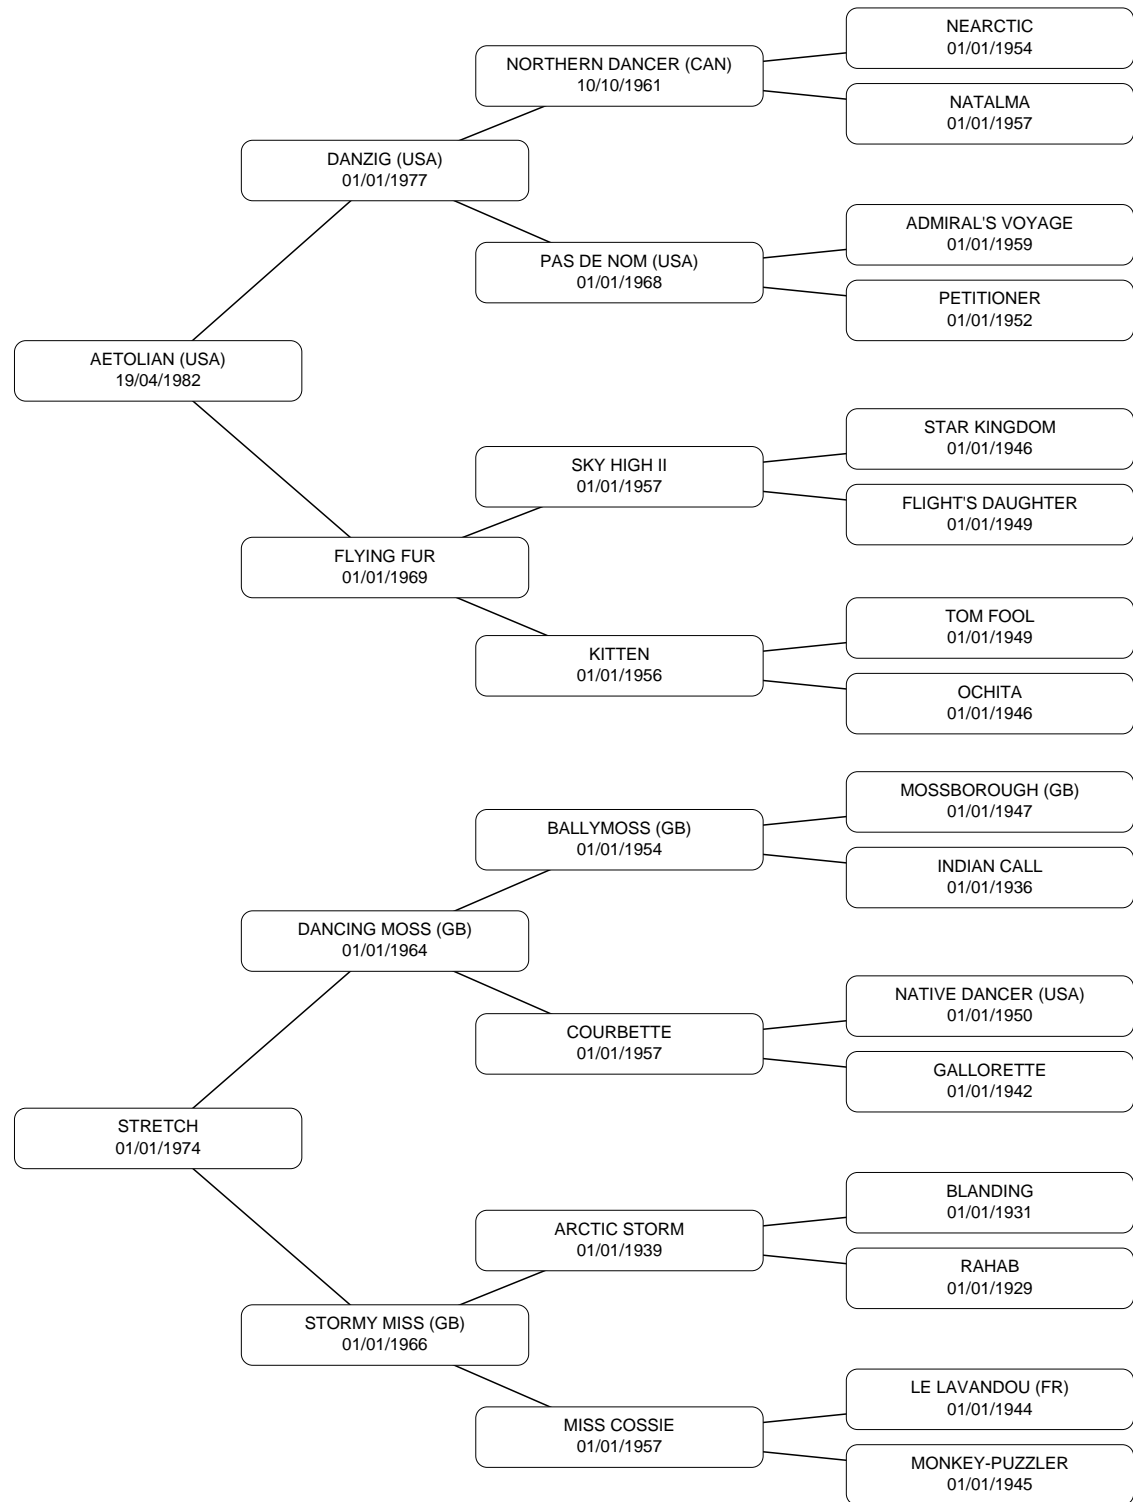 NEARCTIC
01/01/1954
NORTHERN DANCER (CAN)
10/10/1961
NATALMA
01/01/1957
DANZIG (USA)
01/01/1977
ADMIRAL'S VOYAGE
01/01/1959
PAS DE NOM (USA)
01/01/1968
PETITIONER
01/01/1952
AETOLIAN (USA)
19/04/1982
STAR KINGDOM
01/01/1946
SKY HIGH II
01/01/1957
FLIGHT'S DAUGHTER
01/01/1949
FLYING FUR
01/01/1969
TOM FOOL
01/01/1949
KITTEN
01/01/1956
OCHITA
01/01/1946
MOSSBOROUGH (GB)
01/01/1947
BALLYMOSS (GB)
01/01/1954
INDIAN CALL
01/01/1936
DANCING MOSS (GB)
01/01/1964
NATIVE DANCER (USA)
01/01/1950
COURBETTE
01/01/1957
GALLORETTE
01/01/1942
STRETCH
01/01/1974
BLANDING
01/01/1931
ARCTIC STORM
01/01/1939
RAHAB
01/01/1929
STORMY MISS (GB)
01/01/1966
LE LAVANDOU (FR)
01/01/1944
MISS COSSIE
01/01/1957
MONKEY-PUZZLER
01/01/1945